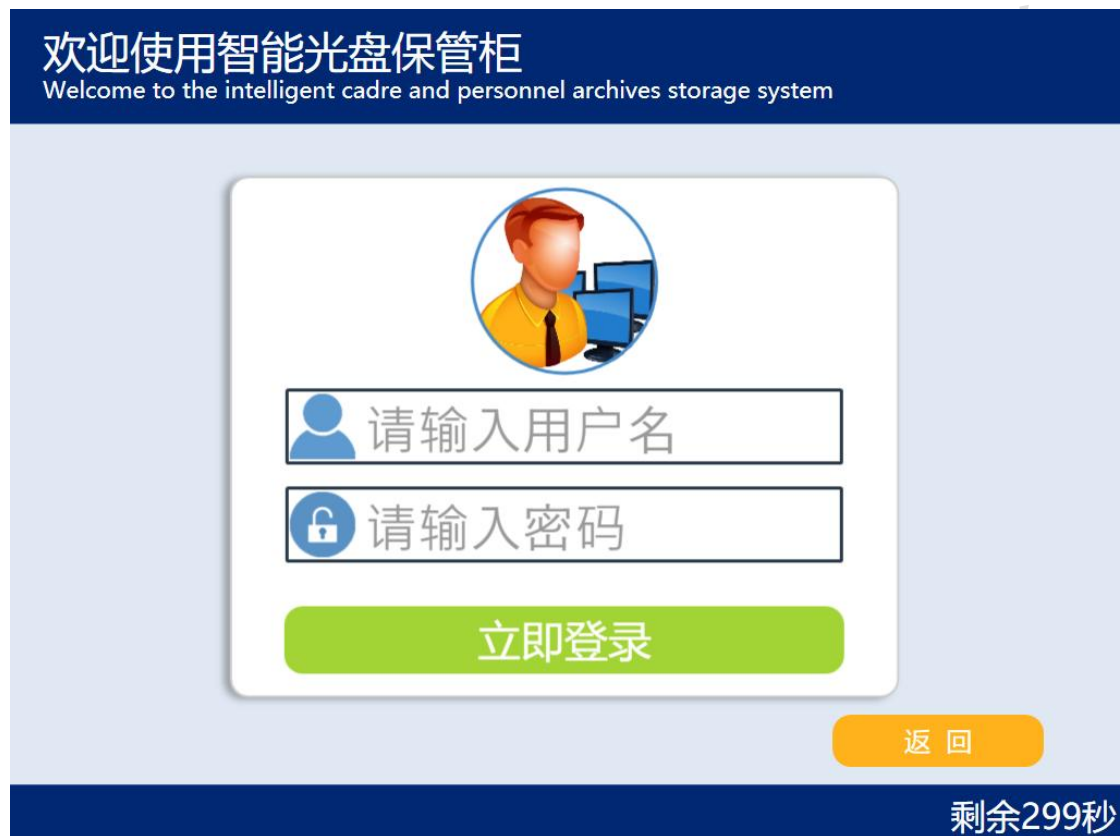 欢迎使用智能光盘保管柜
Welcome to the intelligent cadre and personnel archives storage system
请输入用户名
请输入密码
立即登录
返 回
剩余299秒